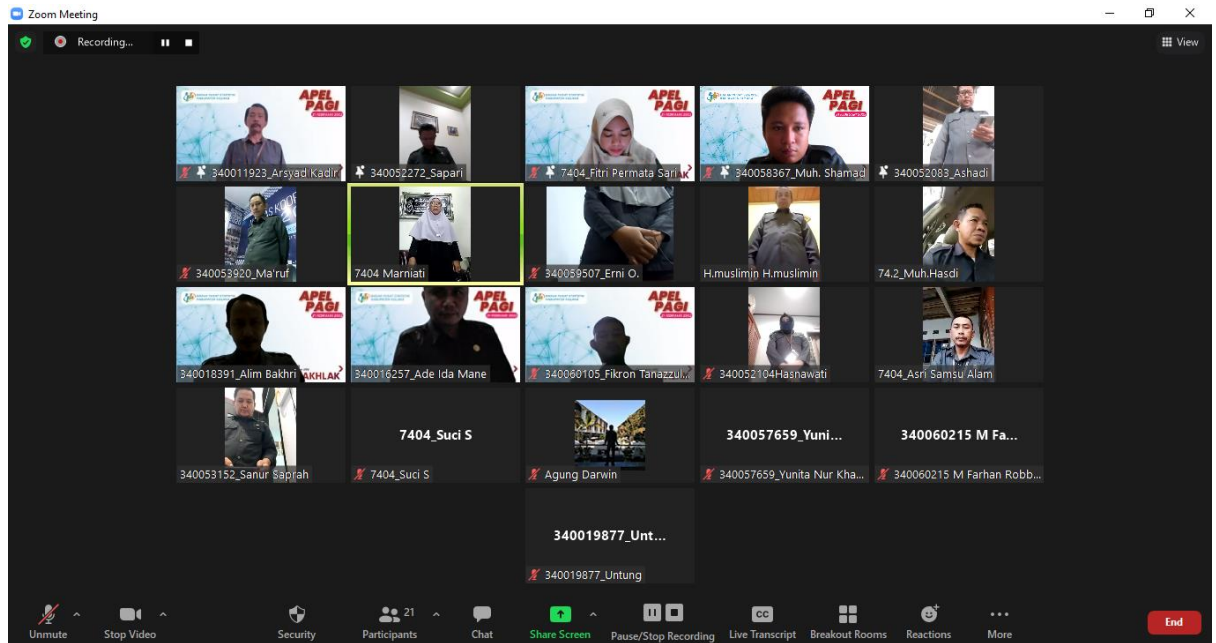 Zoom Meeting
Recording...
View
APEL PAGI
340011923_Arsyad Kadir
340052272_Sapari
APEL PAGI
7404_Fitri Permata Sari
APEL PAGI
340058367_Muh. Shamad
340052083_Ashadi
340053920_Ma'ruf
7404 Marniati
340059507_Erni O.
H.muslimin H.muslimin
74.2_Muh.Hasdi
APEL PAGI
340018391_Alim Bakhri
AKHLAK
APEL PAGI
340016257_Ade Ida Mane
APEL PAGI
340060105_Fikron Tanazzul...
340052104Hasnawati
7404_Asri Samsu Alam
340053152_Sanur Saprah
7404_Suci S
7404_Suci S
Agung Darwin
340057659_Yuni...
340057659_Yunita Nur Kha...
340060215 M Fa...
340060215 M Farhan Robb...
340019877_Unt...
340019877_Untung
Unmute
Stop Video
Security
21
Participants
Chat
Share Screen
Pause/Stop Recording
CC
Live Transcript
Breakout Rooms
Reactions
More
End